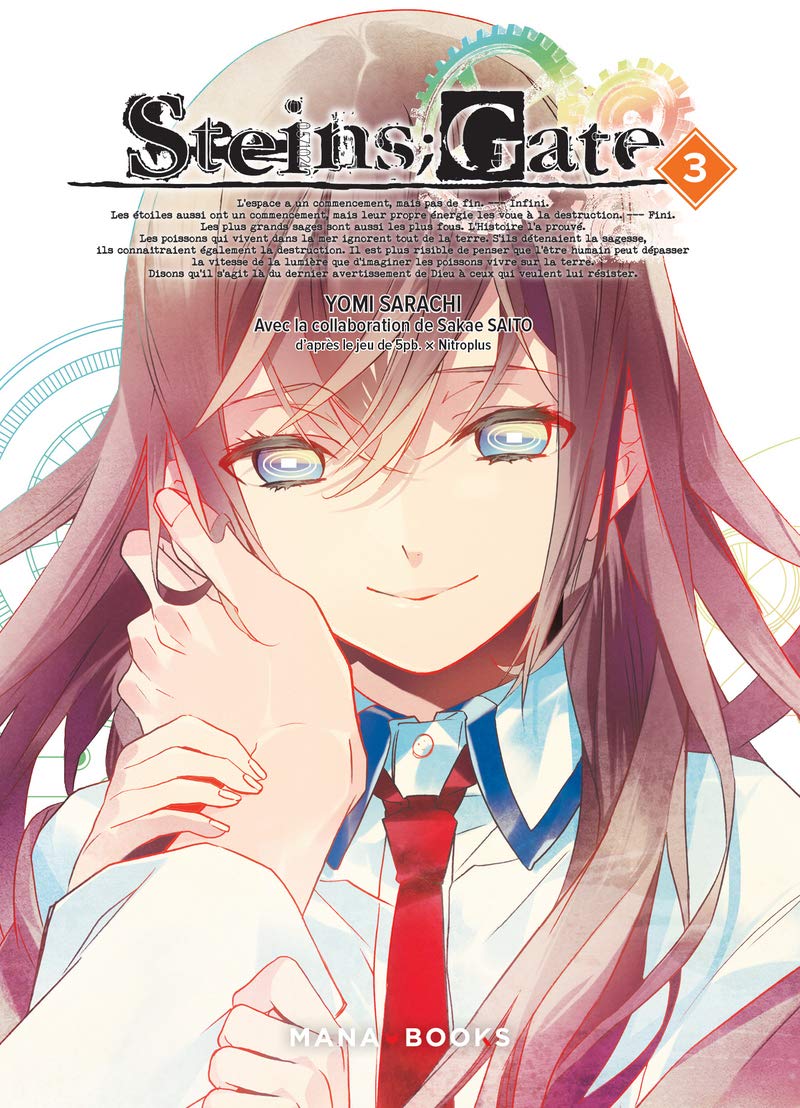 Steins;Gate
3
L'espace a un commencement, mais pas de fin. --- Infini.
Les étoiles aussi ont un commencement, mais leur propre énergie les voue à la destruction. --- Fini.
Les plus grands sages sont aussi les plus fous. L'Histoire l'a prouvé.
Les poissons qui vivent dans la mer ignorent tout de la terre. S'ils détenaient la sagesse,
ils connaitraient également la destruction. Il est plus risible de penser que l'être humain peut dépasser
la vitesse de la lumière que d'imaginer les poissons vivre sur la terre.
Disons qu'il s'agit là du dernier avertissement de Dieu à ceux qui veulent lui résister.
YOMI SARACHI
Avec la collaboration de Sakae SAITO
d'après le jeu de 5pb. × Nitroplus
MANA♥BOOKS